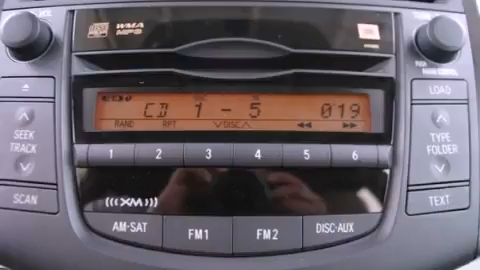 WMA
MP3
PUSH
LOAD
CD 1 - 5 019
RAND RPT ∨DISC∧ ◀◀ ▶▶
SEEK
TRACK
TYPE
FOLDER
1 2 3 4 5 6
SCAN
(((XM)))
TEXT
AM·SAT FM1 FM2 DISC·AUX